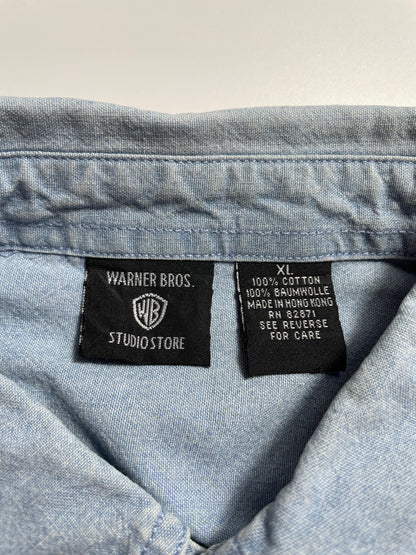 WARNER BROS.
WB
STUDIO STORE
XL
100% COTTON
100% BAUMWOLLE
MADE IN HONG KONG
RN 82871
SEE REVERSE
FOR CARE